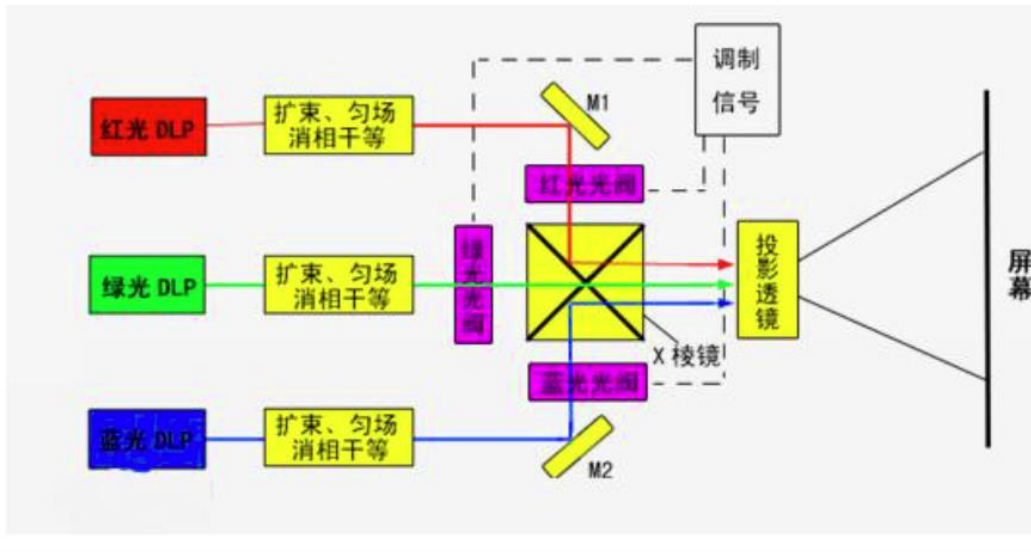 调制
信号
M1
红光 DLP
扩束、匀场
消相干等
红光光阀
绿光 DLP
扩束、匀场
消相干等
绿光光阀
投影透镜
屏幕
X 棱镜
蓝光光阀
蓝光 DLP
扩束、匀场
消相干等
M2